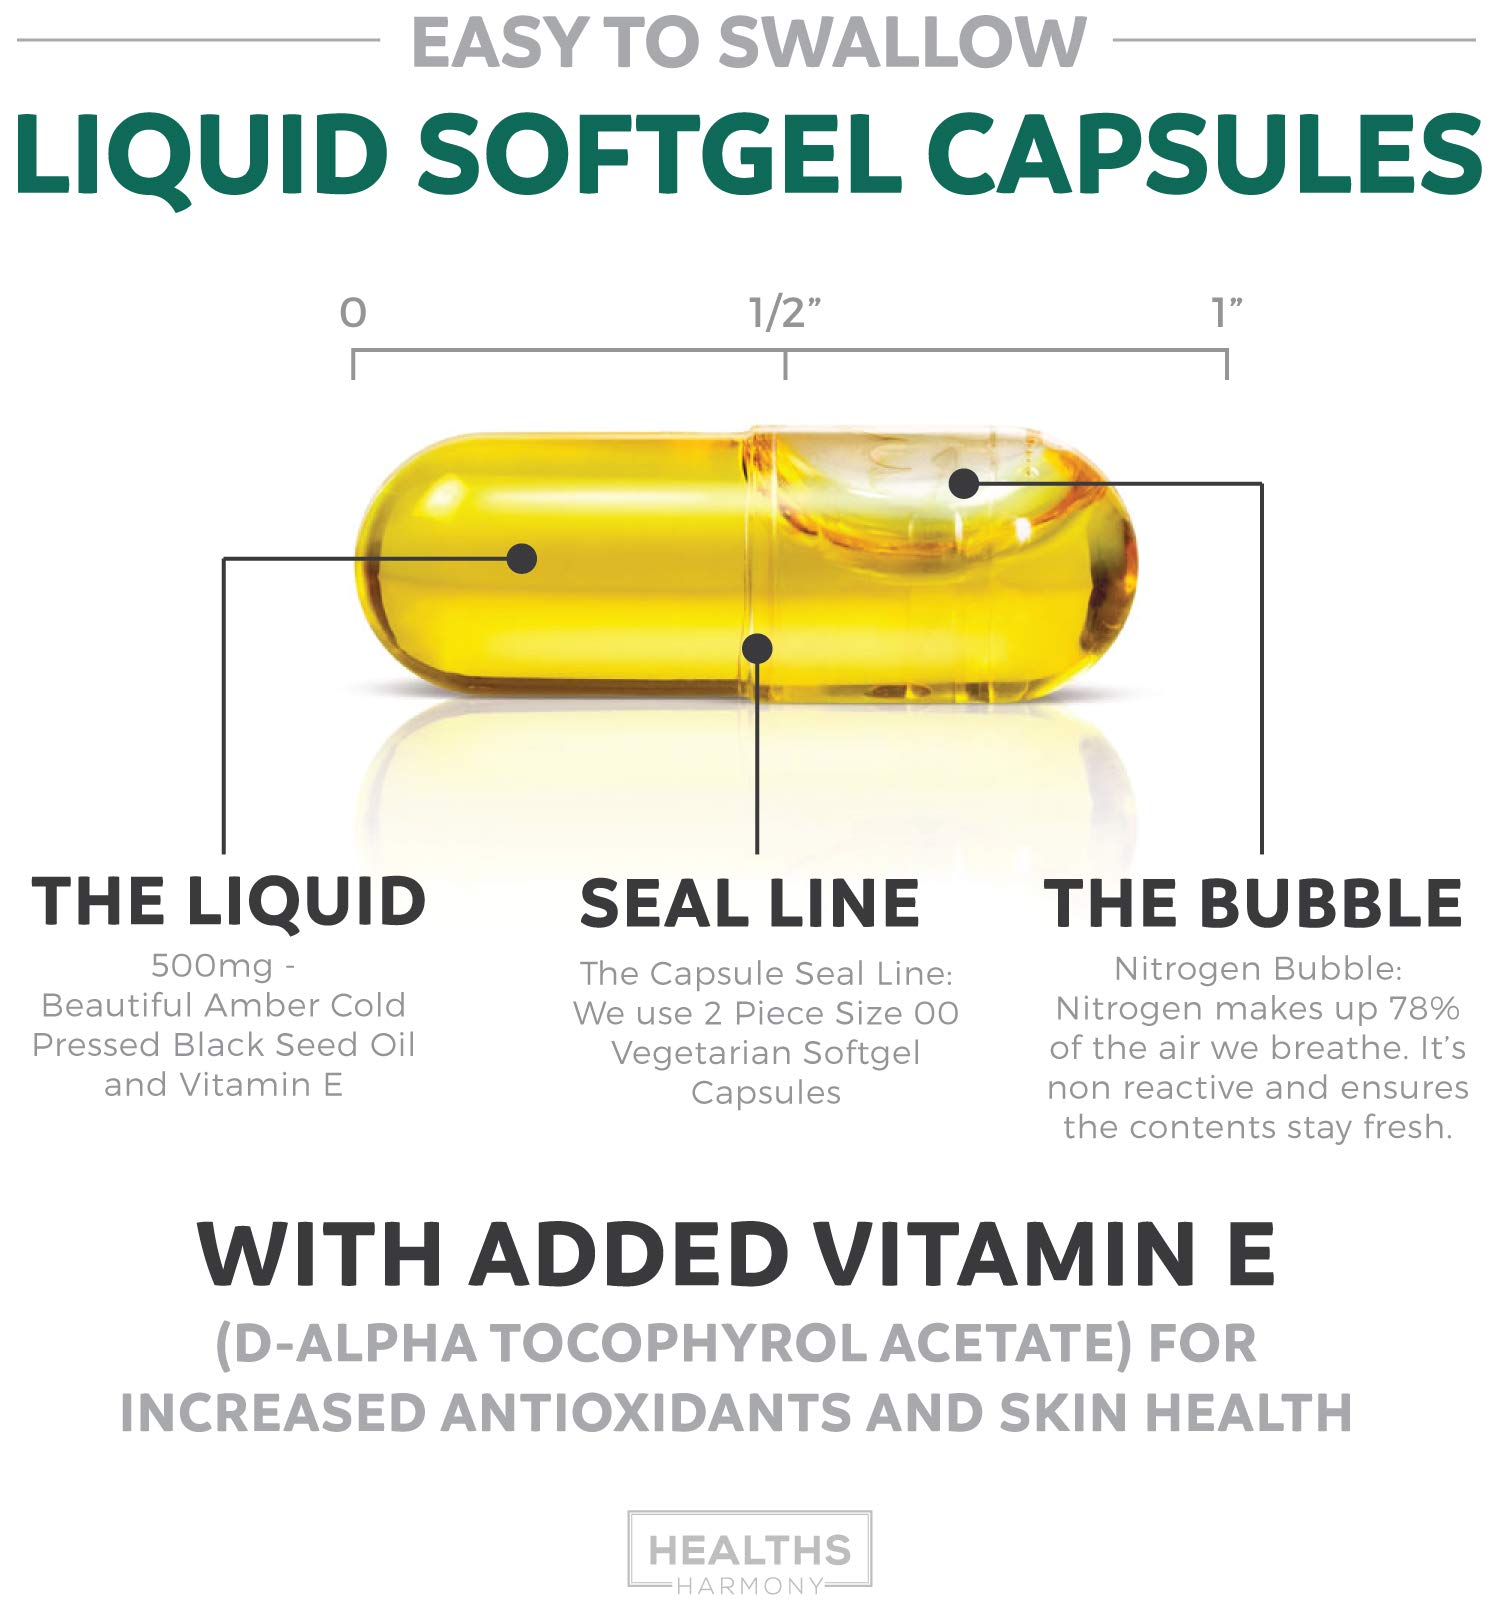 EASY TO SWALLOW
LIQUID SOFTGEL CAPSULES
0 1/2” 1”
THE LIQUID
500mg -
Beautiful Amber Cold
Pressed Black Seed Oil
and Vitamin E
SEAL LINE
The Capsule Seal Line:
We use 2 Piece Size 00
Vegetarian Softgel
Capsules
THE BUBBLE
Nitrogen Bubble:
Nitrogen makes up 78%
of the air we breathe. It’s
non reactive and ensures
the contents stay fresh.
WITH ADDED VITAMIN E
(D-ALPHA TOCOPHYROL ACETATE) FOR
INCREASED ANTIOXIDANTS AND SKIN HEALTH
HEALTHS
HARMONY